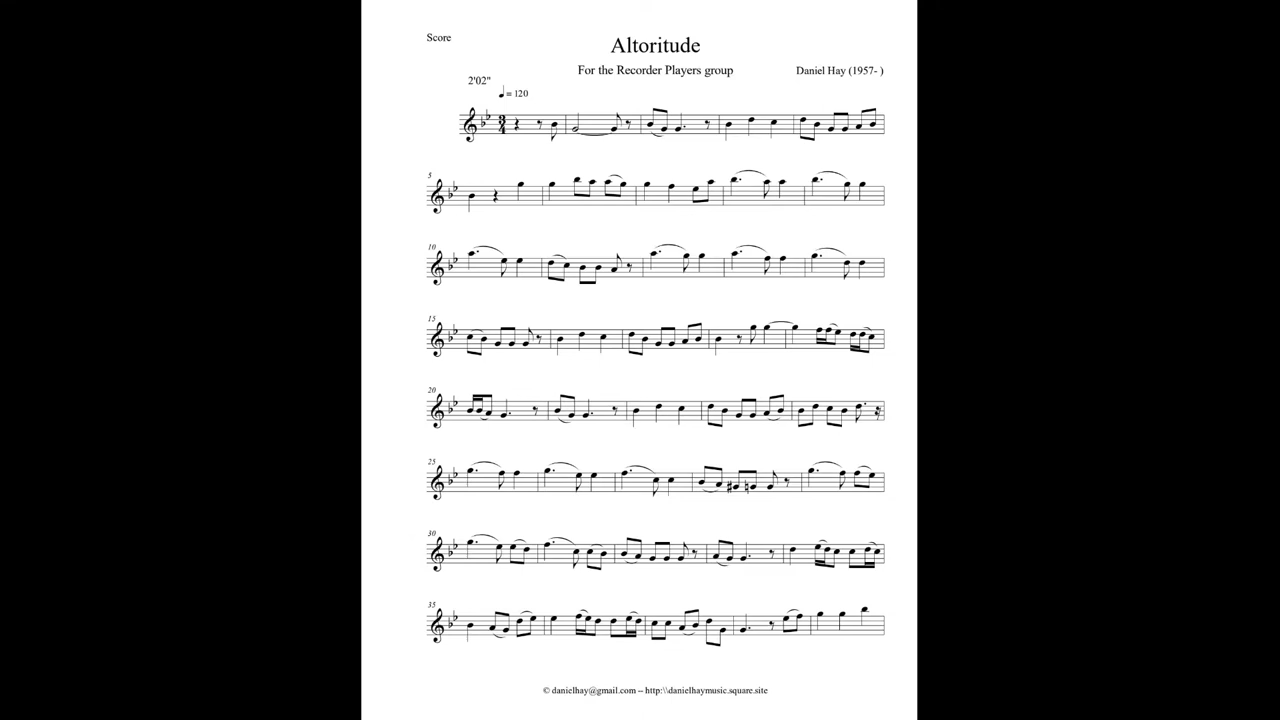 Score
Altoritude
For the Recorder Players group
Daniel Hay (1957- )
2'02"
= 120
5
10
15
20
25
30
35
© danielhay@gmail.com -- http:\\danielhaymusic.square.site